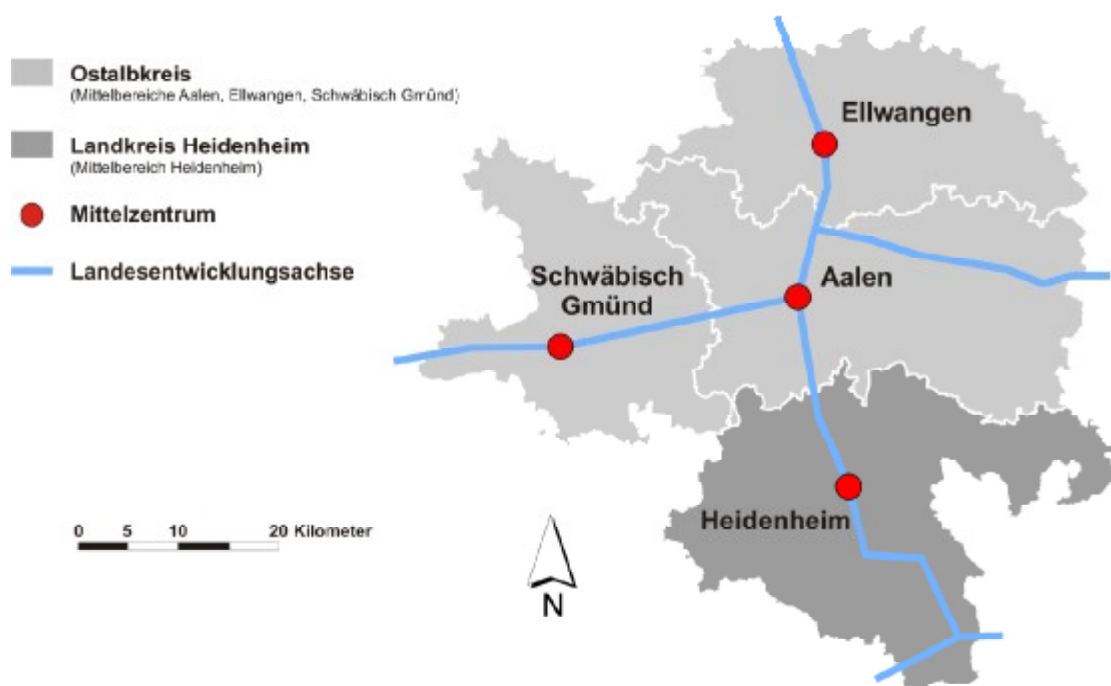 Ostalbkreis
(Mittelbereiche Aalen, Ellwangen, Schwäbisch Gmünd)
Landkreis Heidenheim
(Mittelbereich Heidenheim)
Mittelzentrum
Landesentwicklungsachse
Ellwangen
Schwäbisch
Gmünd
Aalen
Heidenheim
0 5 10 20 Kilometer
N